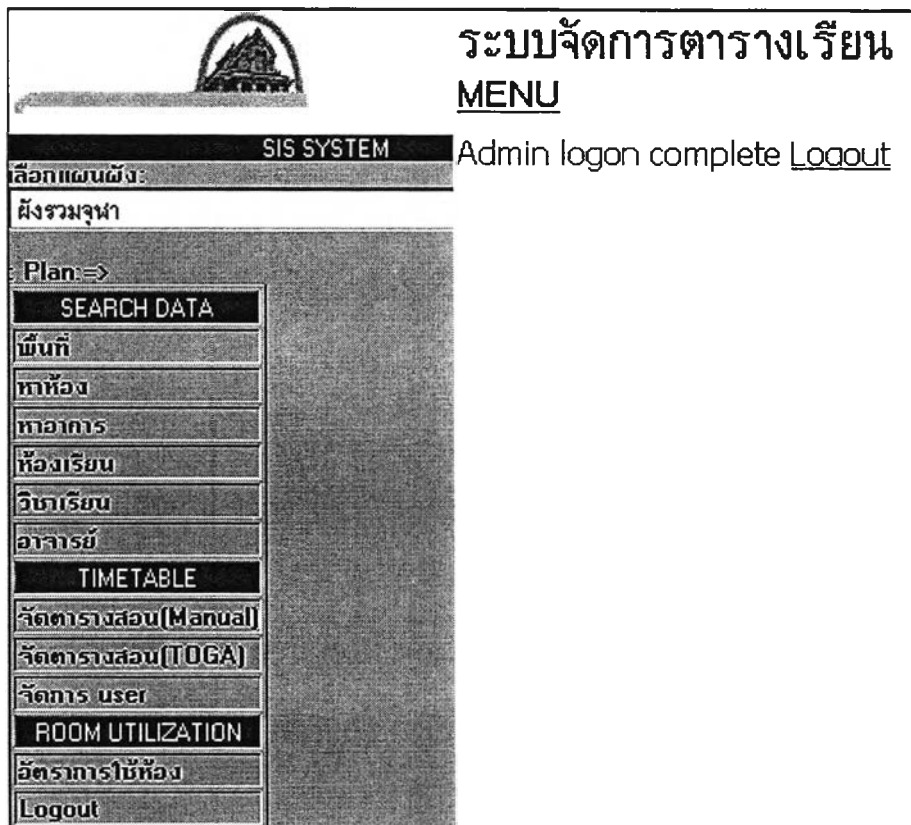 ระบบจัดการตารางเรียน
MENU
Admin logon complete Logout
SIS SYSTEM
เลือกแผนผัง:
ผังรวมจุฬา
: Plan:=>
SEARCH DATA
พื้นที่
หาห้อง
หาอาการ
ห้องเรียน
วิชาเรียน
อาจารย์
TIMETABLE
จัดตารางสอน(Manual)
จัดตารางสอน(TOGA)
จัดการ user
ROOM UTILIZATION
อัตราการใช้ห้อง
Logout